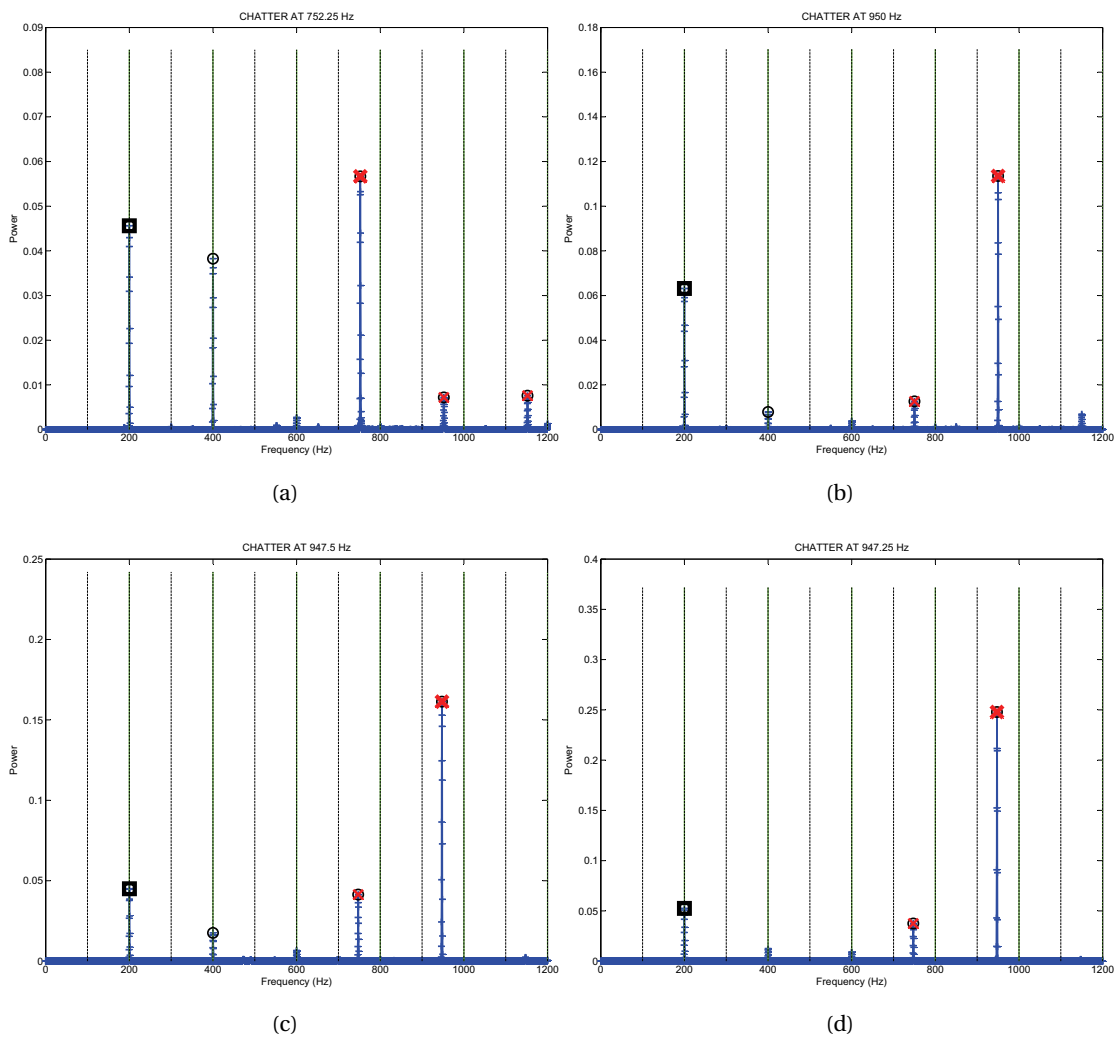 CHATTER AT 752.25 Hz
0.09
0.08
0.07
0.06
0.05
0.04
0.03
0.02
0.01
0
Power
0 200 400 600 800 1000 1200
Frequency (Hz)
(a)
CHATTER AT 950 Hz
0.18
0.16
0.14
0.12
0.1
0.08
0.06
0.04
0.02
0
Power
0 200 400 600 800 1000 1200
Frequency (Hz)
(b)
CHATTER AT 947.5 Hz
0.25
0.2
0.15
0.1
0.05
0
Power
0 200 400 600 800 1000 1200
Frequency (Hz)
(c)
CHATTER AT 947.25 Hz
0.4
0.35
0.3
0.25
0.2
0.15
0.1
0.05
0
Power
0 200 400 600 800 1000 1200
Frequency (Hz)
(d)